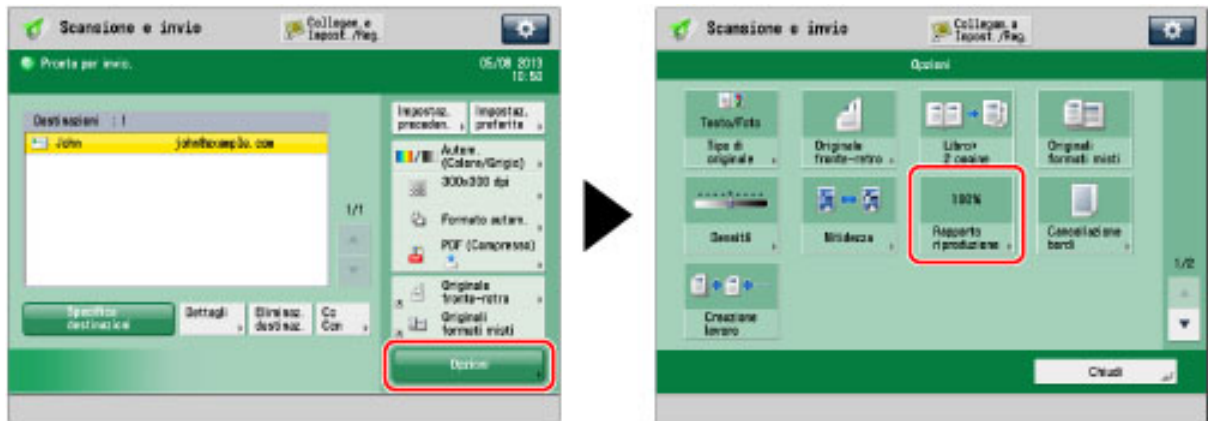 Scansione e invio
Collegam.e
Impost./Reg.
Pronta per invio.
05/08 2013
10:50
Destinazioni : 1
John john@example.com
1/1
Impostaz.
preceden.
Impostaz.
preferite
Autom.
(Colore/Grigio)
300x300 dpi
Formato autom.
PDF (Compresso)
Originale
fronte-retro
Originali
formati misti
Specifica
destinazioni
Dettagli
Eliminaz.
destinaz.
Cc
Ccn
Opzioni
Scansione e invio
Collegam.e
Impost./Reg.
Opzioni
Testo/Foto
Tipo di
originale
Originale
fronte-retro
Libro
2 pagine
Originali
formati misti
Densità
Nitidezza
100%
Rapporto
riproduzione
Cancellazione
bordi
1/2
Creazione
lavoro
Chiudi